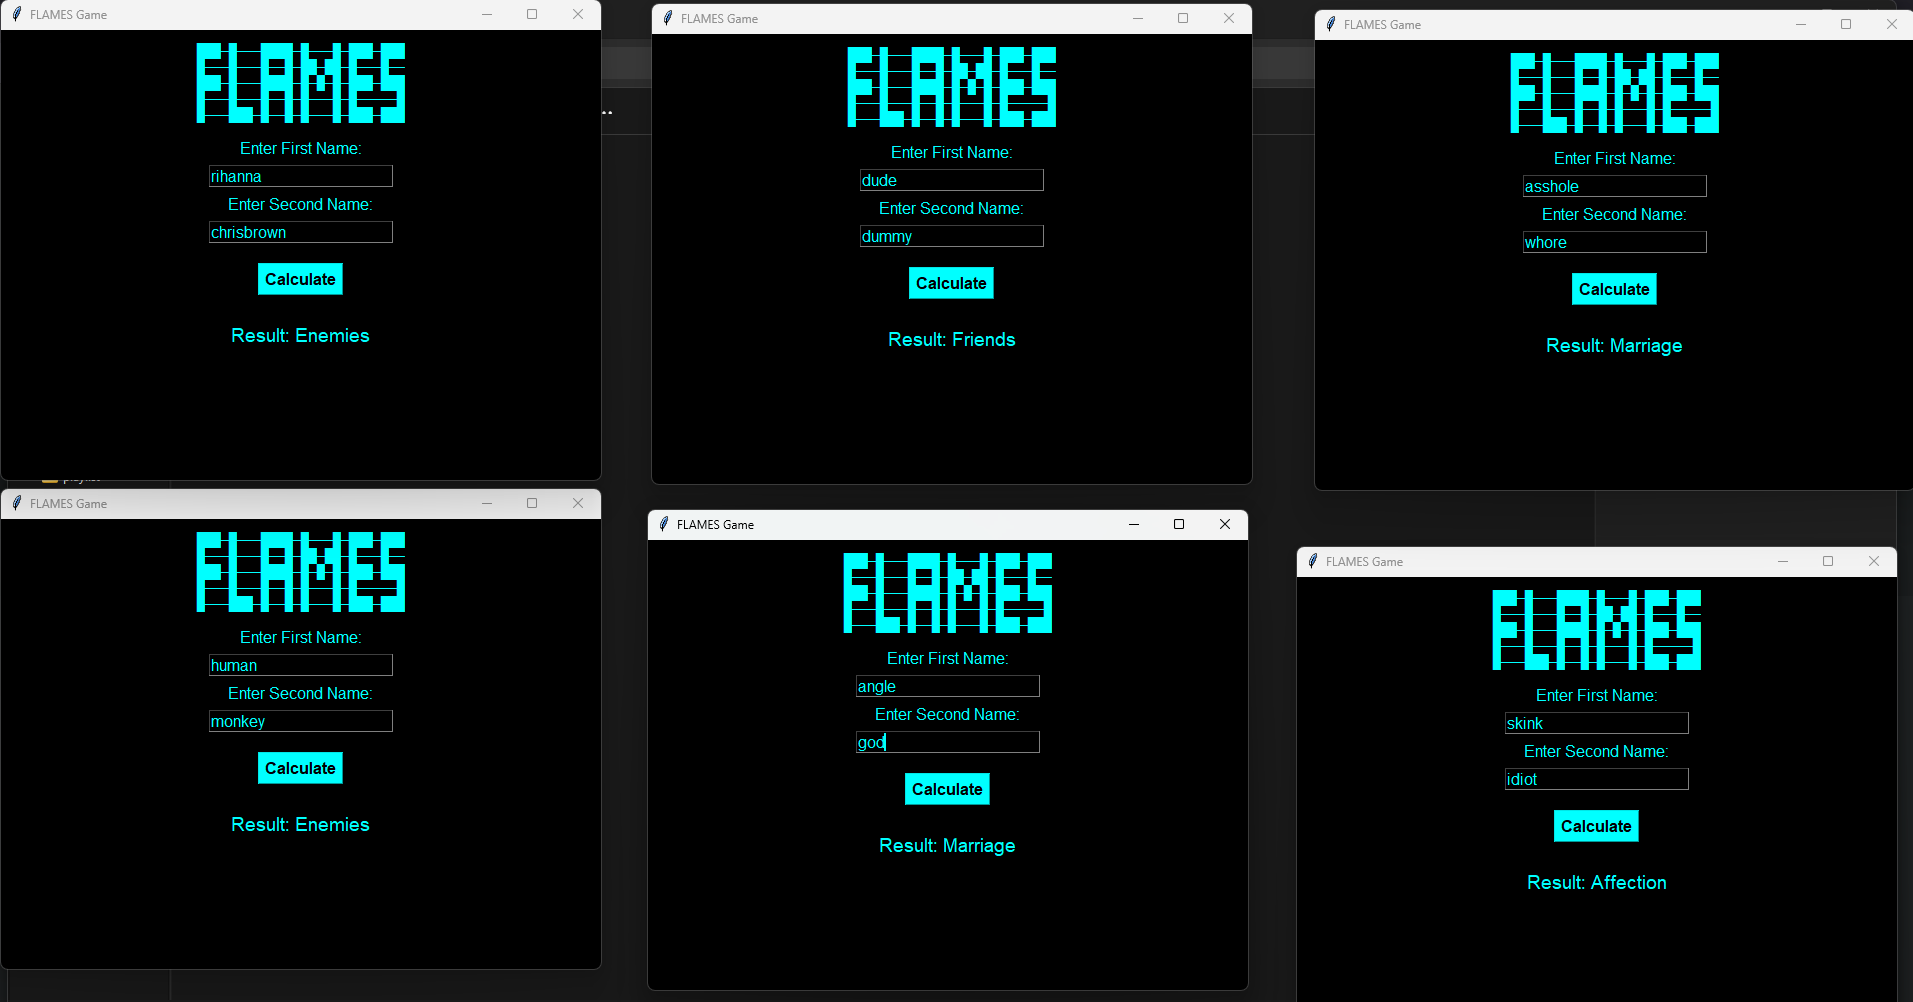 FLAMES Game
FLAMES
Enter First Name:
rihanna
Enter Second Name:
chrisbrown
Calculate
Result: Enemies
FLAMES Game
FLAMES
Enter First Name:
dude
Enter Second Name:
dummy
Calculate
Result: Friends
FLAMES Game
FLAMES
Enter First Name:
asshole
Enter Second Name:
whore
Calculate
Result: Marriage
FLAMES Game
FLAMES
Enter First Name:
human
Enter Second Name:
monkey
Calculate
Result: Enemies
FLAMES Game
FLAMES
Enter First Name:
angle
Enter Second Name:
god
Calculate
Result: Marriage
FLAMES Game
FLAMES
Enter First Name:
skink
Enter Second Name:
idiot
Calculate
Result: Affection